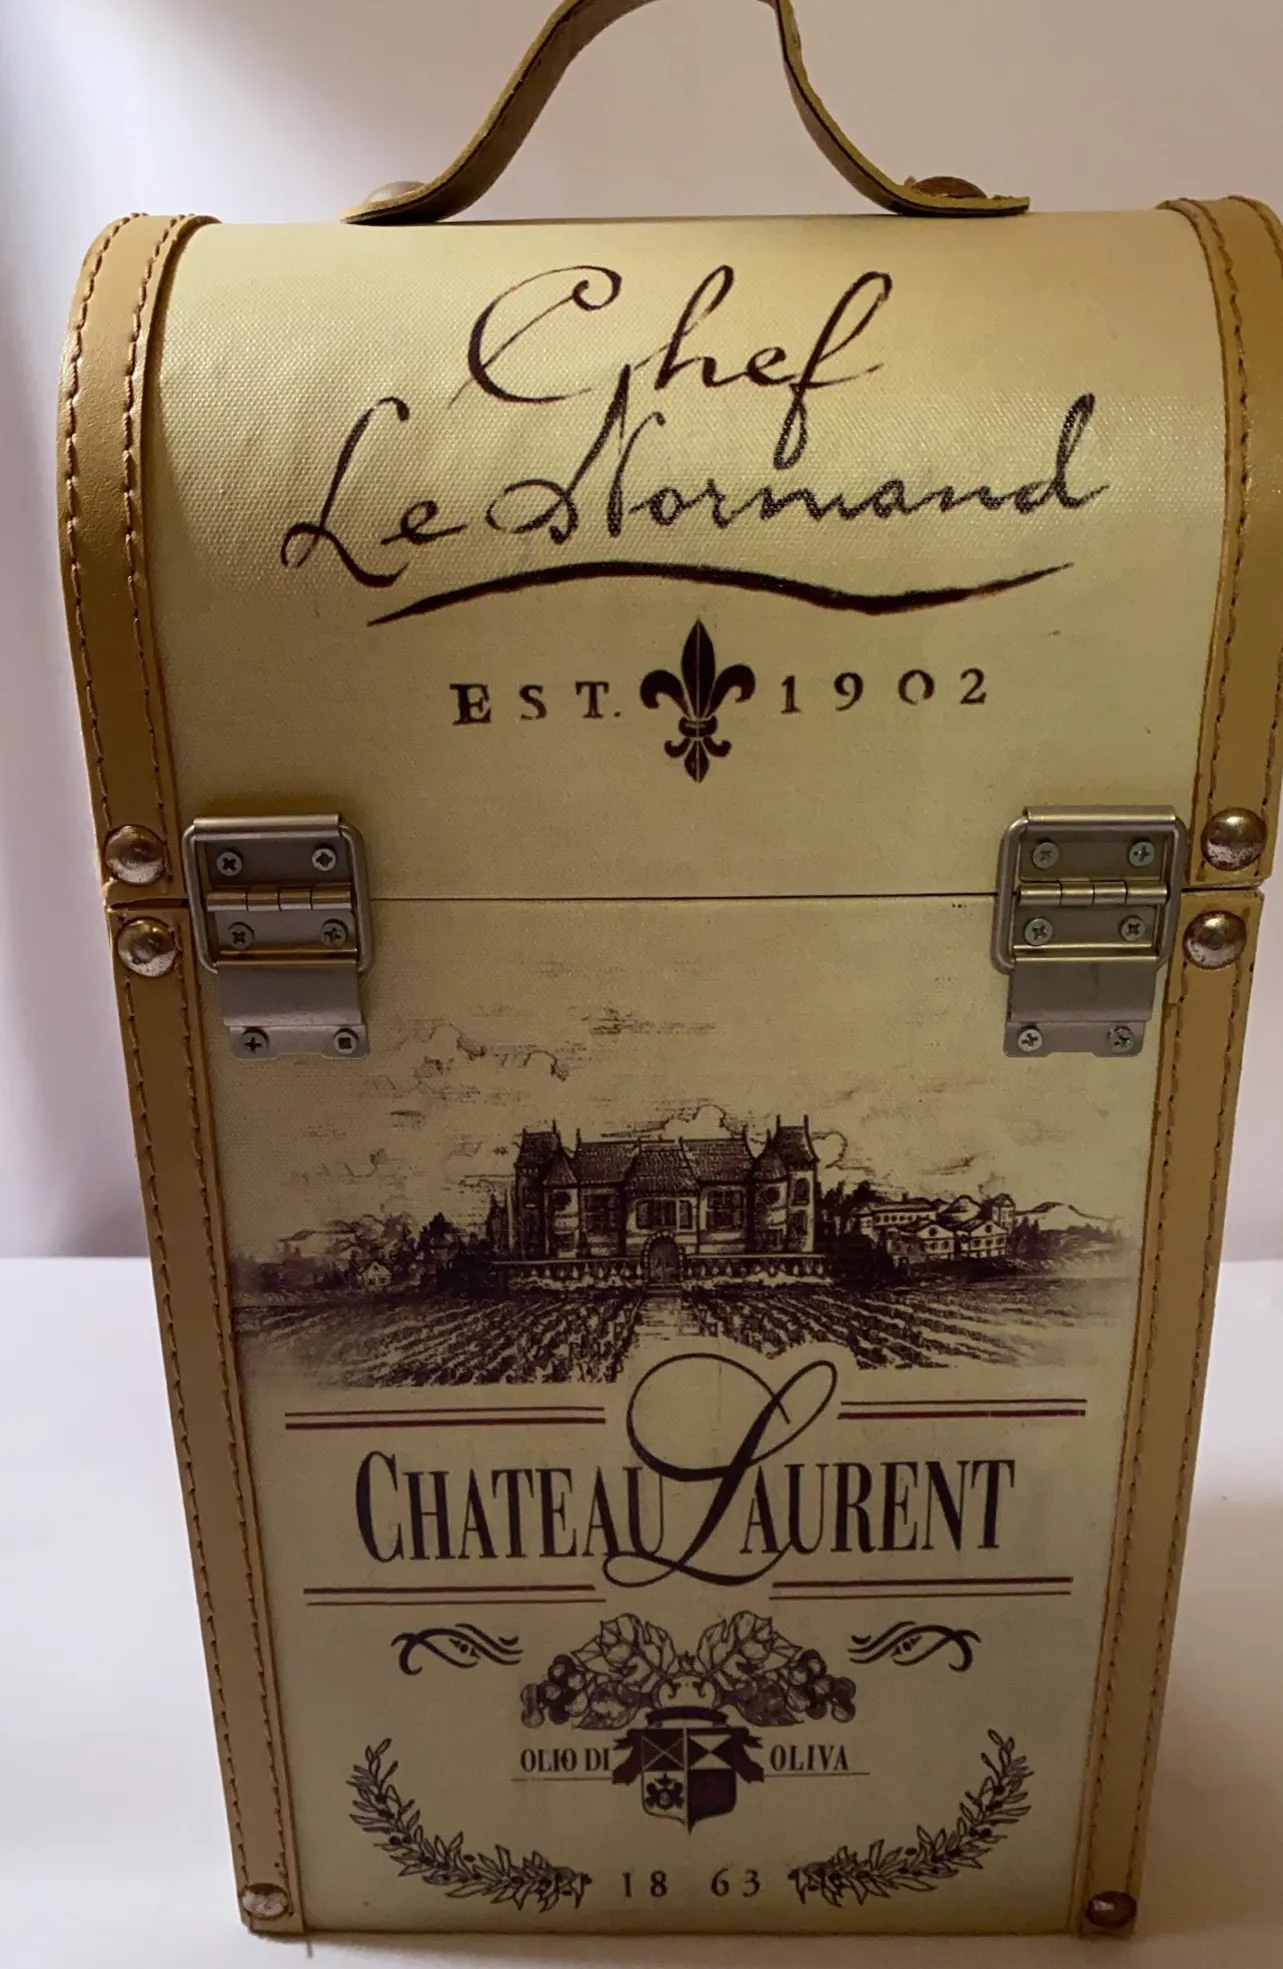 Chef
Le Normand
EST. 1902
CHATEAU LAURENT
OLIO DI OLIVA
18 63